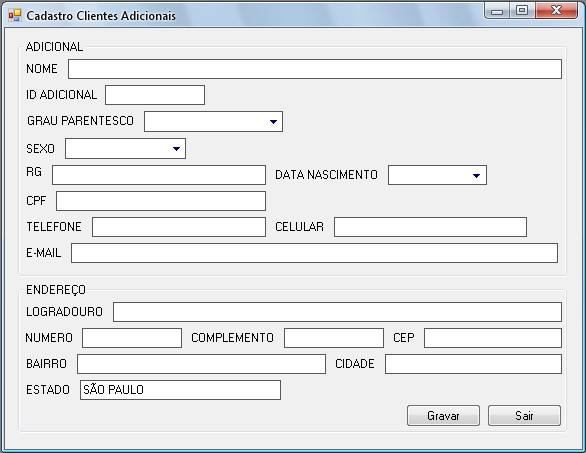 Cadastro Clientes Adicionais
ADICIONAL
NOME
ID ADICIONAL
GRAU PARENTESCO
SEXO
RG DATA NASCIMENTO
CPF
TELEFONE CELULAR
E-MAIL
ENDEREÇO
LOGRADOURO
NUMERO COMPLEMENTO CEP
BAIRRO CIDADE
ESTADO SÃO PAULO
Gravar Sair